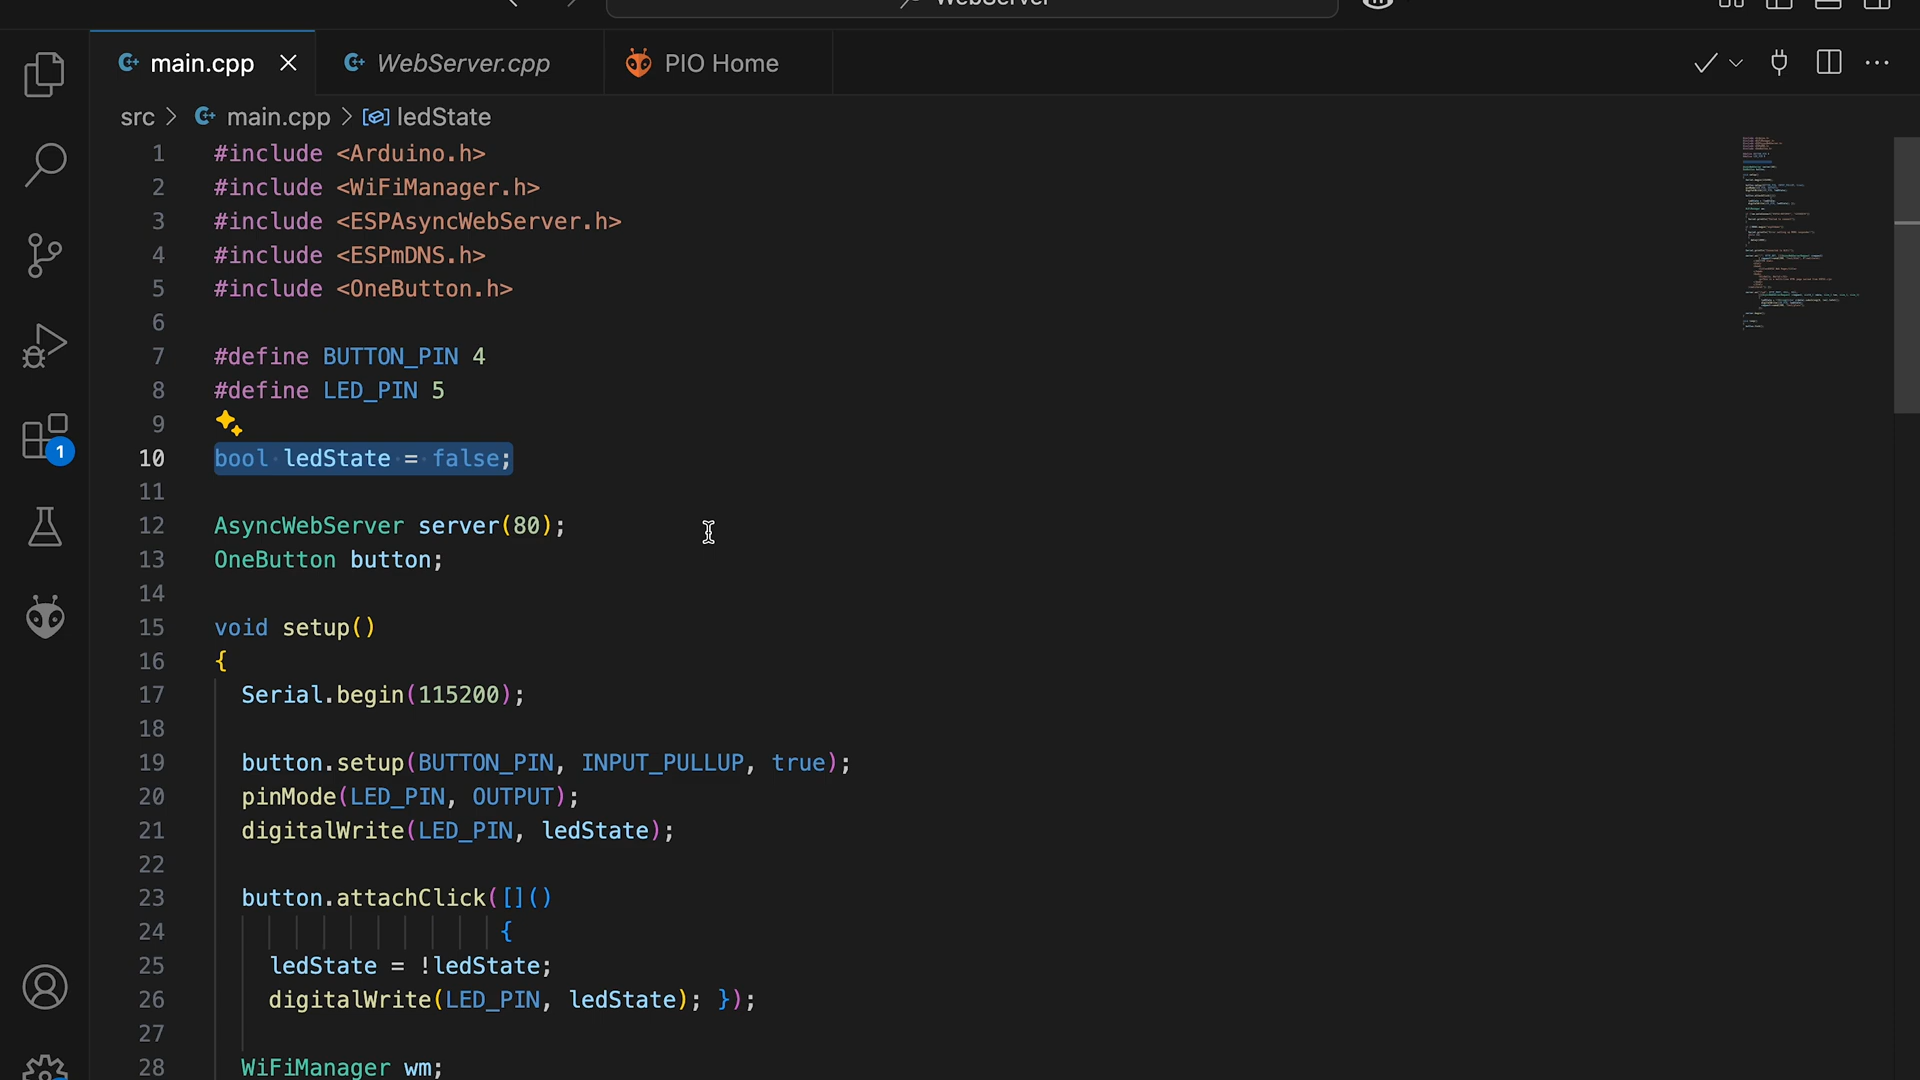 main.cpp
WebServer.cpp
PIO Home
src > main.cpp > ledState
1 #include <Arduino.h>
2 #include <WiFiManager.h>
3 #include <ESPAsyncWebServer.h>
4 #include <ESPmDNS.h>
5 #include <OneButton.h>
6
7 #define BUTTON_PIN 4
8 #define LED_PIN 5
9
10 bool ledState = false;
11
12 AsyncWebServer server(80);
13 OneButton button;
14
15 void setup()
16 {
17 Serial.begin(115200);
18
19 button.setup(BUTTON_PIN, INPUT_PULLUP, true);
20 pinMode(LED_PIN, OUTPUT);
21 digitalWrite(LED_PIN, ledState);
22
23 button.attachClick([]()
24 {
25 ledState = !ledState;
26 digitalWrite(LED_PIN, ledState); });
27
28 WiFiManager wm;
1